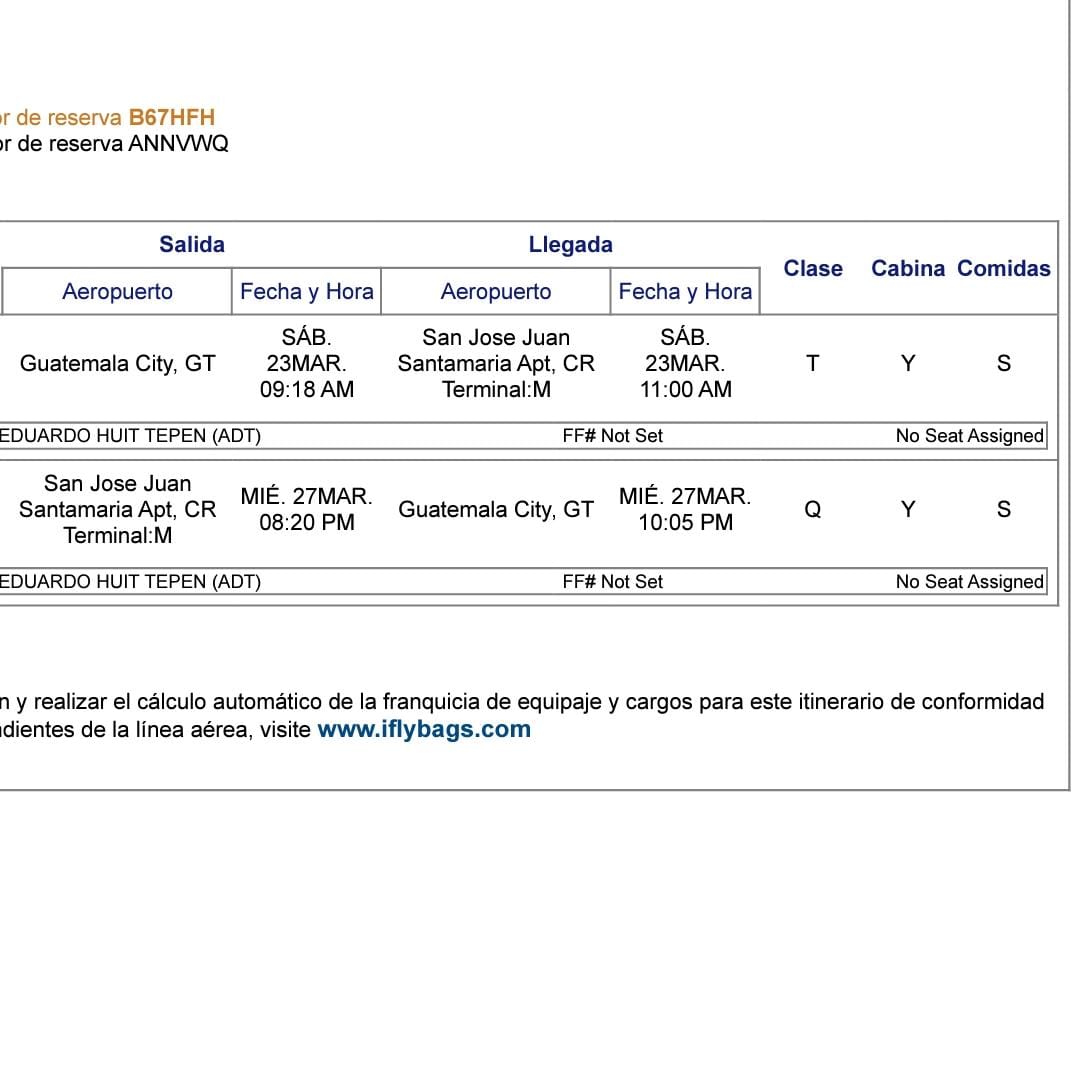 or de reserva B67HFH
or de reserva ANNVWQ
Salida Llegada
Clase Cabina Comidas
Aeropuerto Fecha y Hora Aeropuerto Fecha y Hora
SÁB. San Jose Juan SÁB.
Guatemala City, GT 23MAR. Santamaria Apt, CR 23MAR. T Y S
09:18 AM Terminal:M 11:00 AM
EDUARDO HUIT TEPEN (ADT) FF# Not Set No Seat Assigned
San Jose Juan
Santamaria Apt, CR
Terminal:M
MIÉ. 27MAR.
08:20 PM
Guatemala City, GT
MIÉ. 27MAR.
10:05 PM
Q Y S
EDUARDO HUIT TEPEN (ADT) FF# Not Set No Seat Assigned
n y realizar el cálculo automático de la franquicia de equipaje y cargos para este itinerario de conformidad
dientes de la línea aérea, visite www.iflybags.com